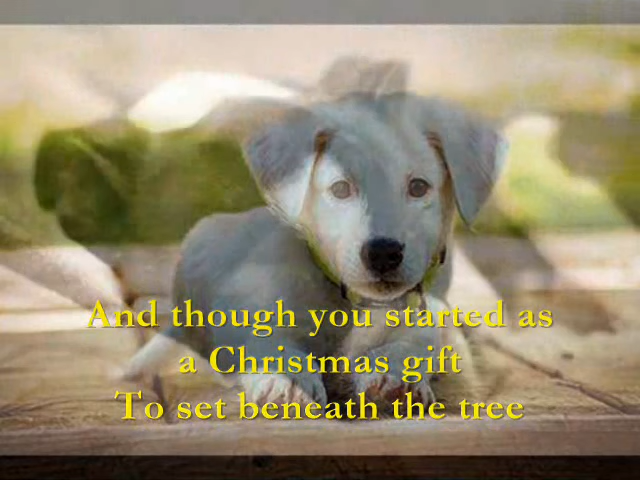 And though you started as
a Christmas gift
To set beneath the tree